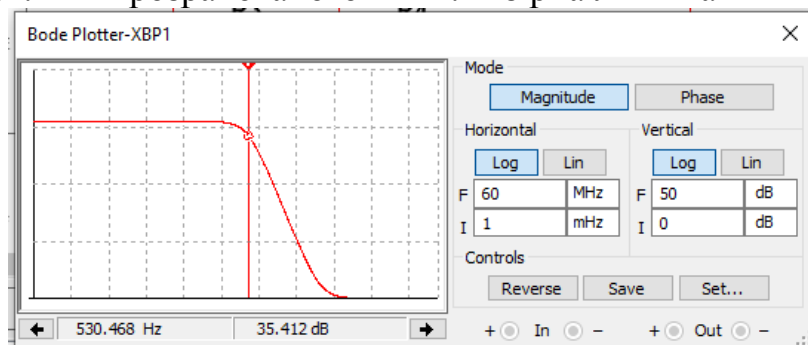 Bode Plotter-XBP1
Mode
Magnitude Phase
Horizontal Vertical
Log Lin Log Lin
F 60 MHz F 50 dB
I 1 mHz I 0 dB
Controls
Reverse Save Set...
530.468 Hz 35.412 dB + In - + Out -